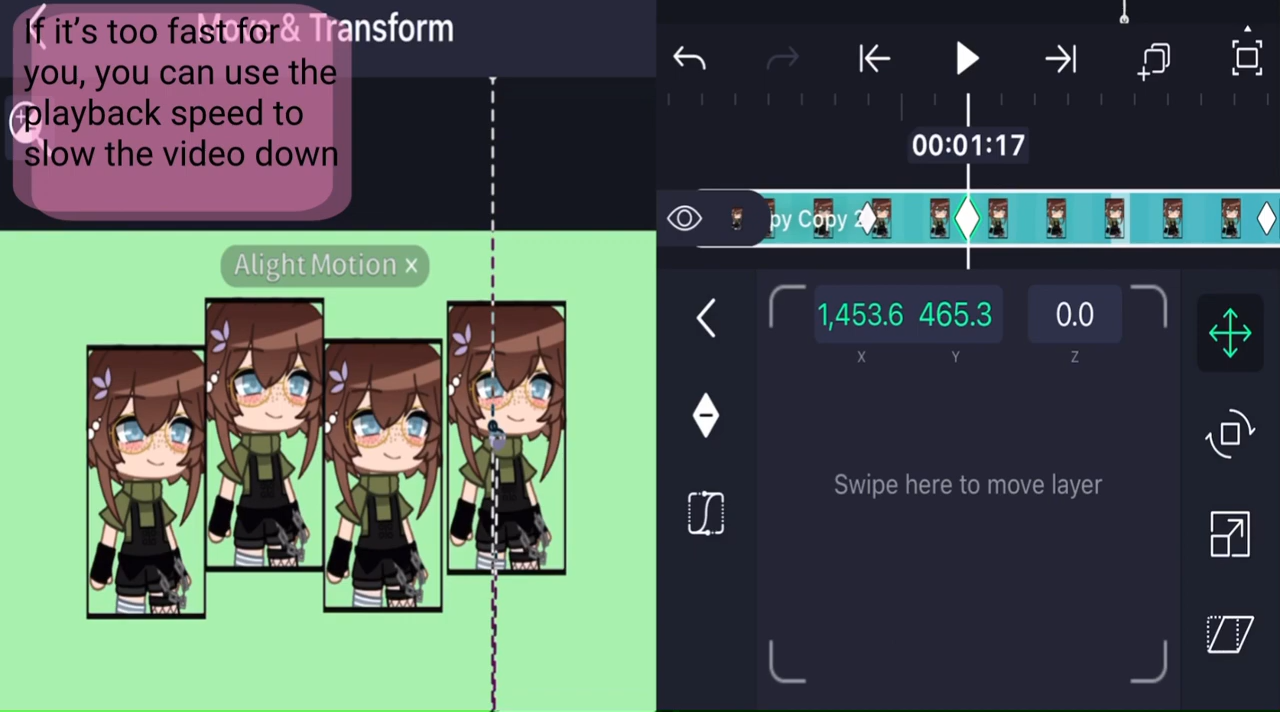 Move & Transform
If it’s too fast for
you, you can use the
playback speed to
slow the video down
Alight Motion x
00:01:17
py Copy 2
1,453.6 465.3 0.0
X Y Z
Swipe here to move layer